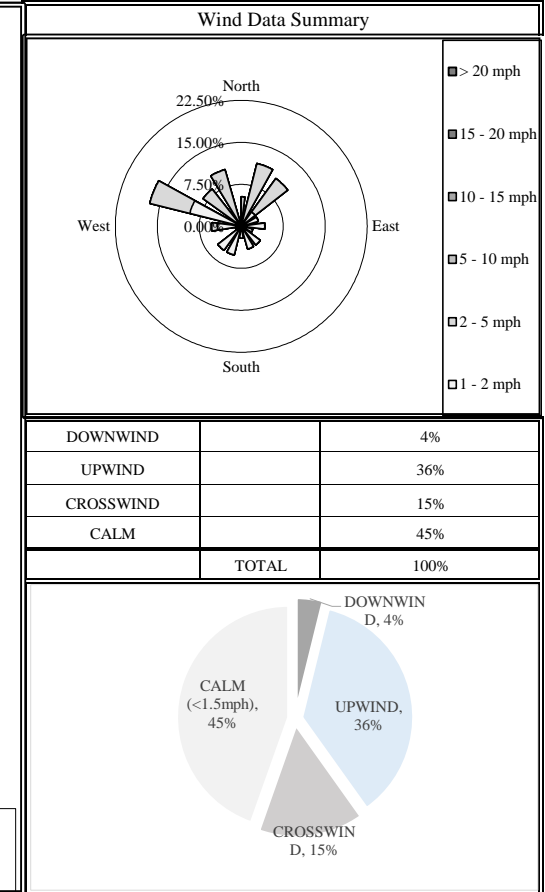 Wind Data Summary
North
22.50%
15.00%
7.50%
0.00%
West
East
South
> 20 mph
15 - 20 mph
10 - 15 mph
5 - 10 mph
2 - 5 mph
1 - 2 mph
DOWNWIND 4%
UPWIND 36%
CROSSWIND 15%
CALM 45%
TOTAL 100%
DOWNWIN
D, 4%
CALM
(<1.5mph),
45%
UPWIND,
36%
CROSSWIN
D, 15%